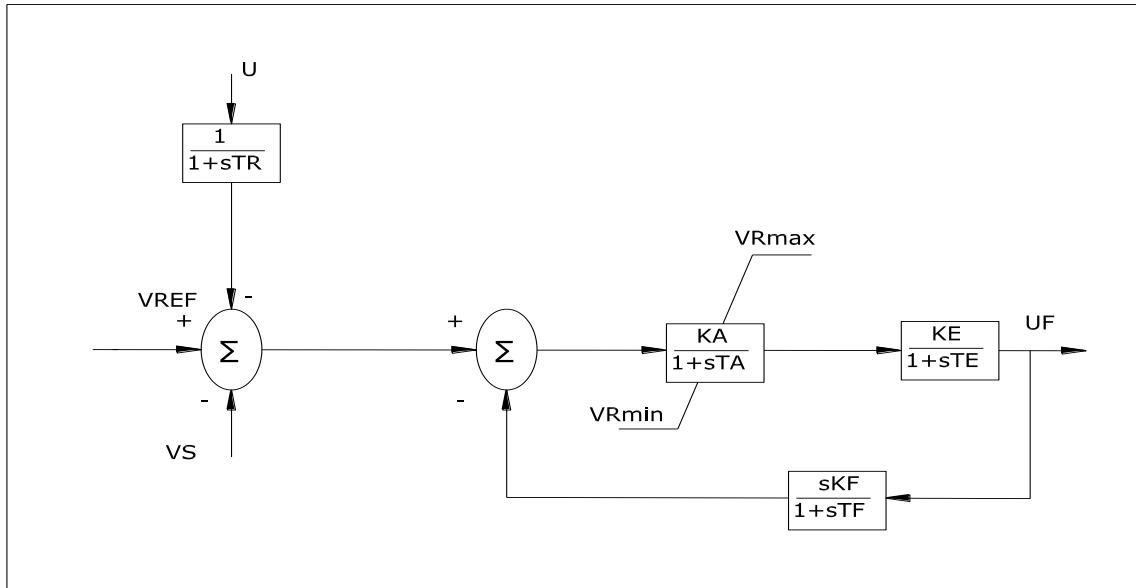 U
1
1+sTR
VRmax
VREF
-
+
Σ
-
VS
+
Σ
-
KA
1+sTA
VRmin
KE
1+sTE
UF
sKF
1+sTF